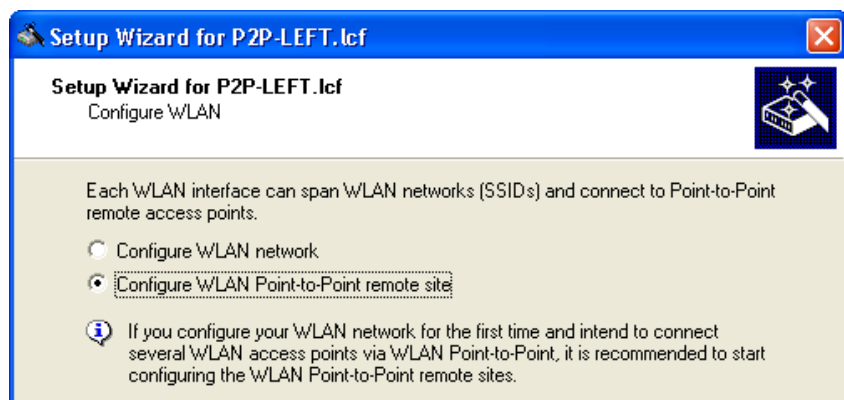 Setup Wizard for P2P-LEFT.lcf
Setup Wizard for P2P-LEFT.lcf
Configure WLAN
Each WLAN interface can span WLAN networks (SSIDs) and connect to Point-to-Point
remote access points.
Configure WLAN network
Configure WLAN Point-to-Point remote site
If you configure your WLAN network for the first time and intend to connect
several WLAN access points via WLAN Point-to-Point, it is recommended to start
configuring the WLAN Point-to-Point remote sites.